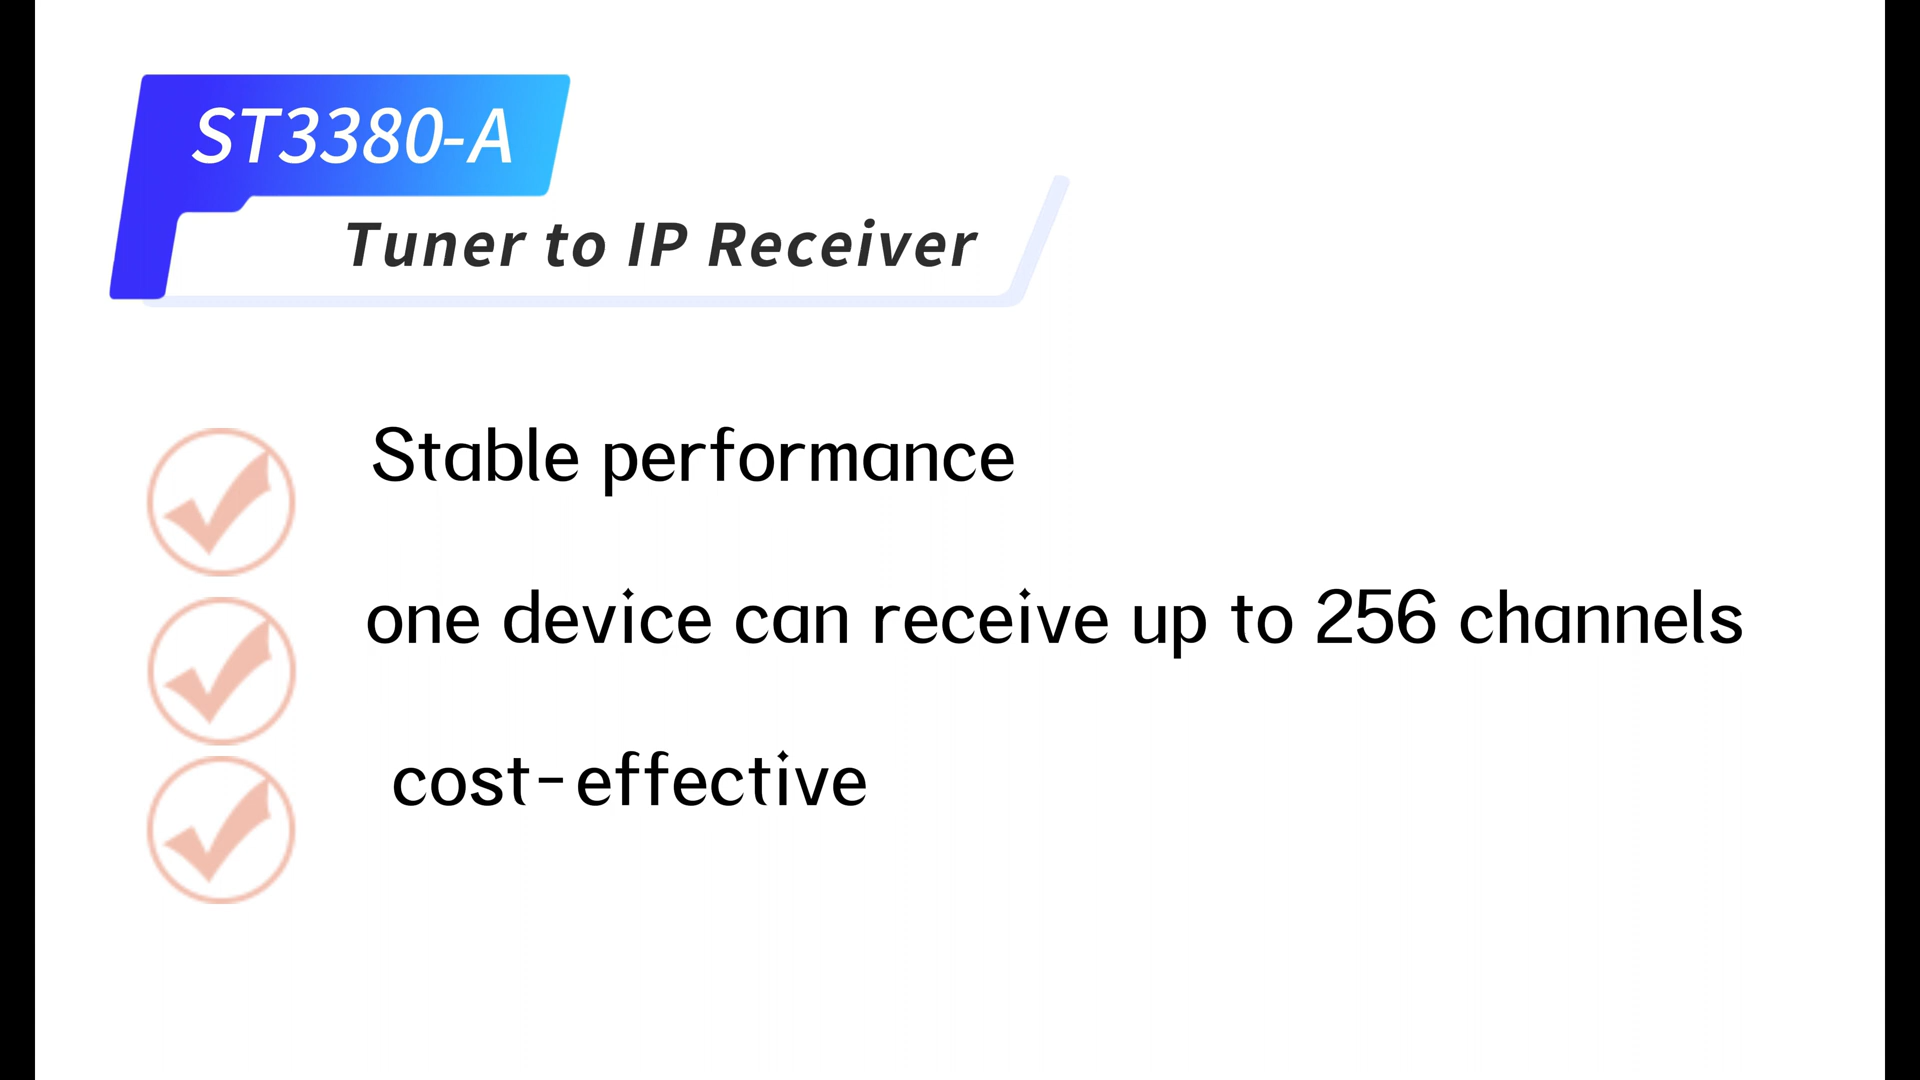 ST3380-A
Tuner to IP Receiver
Stable performance
one device can receive up to 256 channels
cost-effective